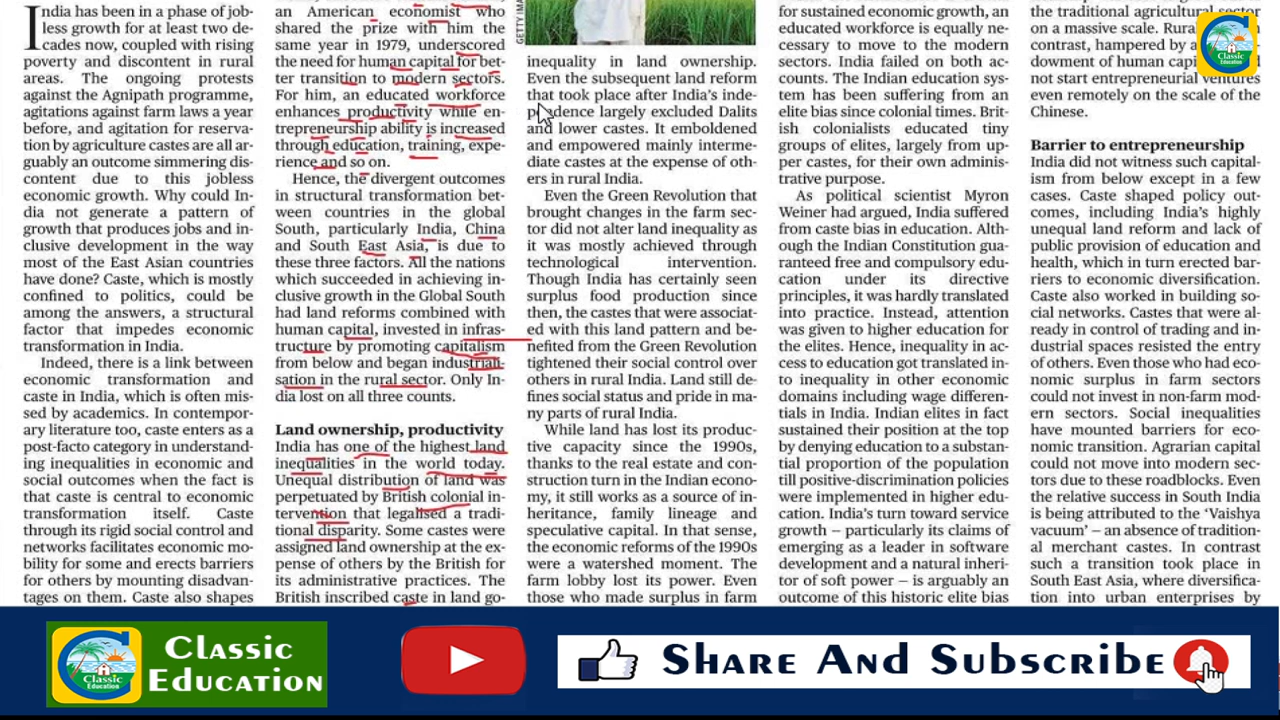 India has been in a phase of job-
less growth for at least two de-
cades now, coupled with rising
poverty and discontent in rural
areas. The ongoing protests
against the Agnipath programme,
agitations against farm laws a year
before, and agitation for reserva-
tion by agriculture castes are all ar-
guably an outcome simmering dis-
content due to this jobless
economic growth. Why could In-
dia not generate a pattern of
growth that produces jobs and in-
clusive development in the way
most of the East Asian countries
have done? Caste, which is mostly
confined to politics, could be
among the answers, a structural
factor that impedes economic
transformation in India.
Indeed, there is a link between
economic transformation and
caste in India, which is often mis-
sed by academics. In contempor-
ary literature too, caste enters as a
post-facto category in understand-
ing inequalities in economic and
social outcomes when the fact is
that caste is central to economic
transformation itself. Caste
through its rigid social control and
networks facilitates economic mo-
bility for some and erects barriers
for others by mounting disadvan-
tages on them. Caste also shapes
an American economist who
shared the prize with him the
same year in 1979, underscored
the need for human capital for bet-
ter transition to modern sectors.
For him, an educated workforce
enhances productivity while en-
trepreneurship ability is increased
through education, training, expe-
rience and so on.
Hence, the divergent outcomes
in structural transformation bet-
ween countries in the global
South, particularly India, China
and South East Asia, is due to
these three factors. All the nations
which succeeded in achieving in-
clusive growth in the Global South
had land reforms combined with
human capital, invested in infras-
tructure by promoting capitalism
from below and began industriali-
sation in the rural sector. Only In-
dia lost on all three counts.
Land ownership, productivity
India has one of the highest land
inequalities in the world today.
Unequal distribution of land was
perpetuated by British colonial in-
tervention that legalised a tradi-
tional disparity. Some castes were
assigned land ownership at the ex-
pense of others by the British for
its administrative practices. The
British inscribed caste in land go-
GETTY IMA
inequality in land ownership.
Even the subsequent land reform
that took place after India's inde-
pendence largely excluded Dalits
and lower castes. It emboldened
and empowered mainly interme-
diate castes at the expense of oth-
ers in rural India.
Even the Green Revolution that
brought changes in the farm sec-
tor did not alter land inequality as
it was mostly achieved through
technological intervention.
Though India has certainly seen
surplus food production since
then, the castes that were associat-
ed with this land pattern and be-
nefited from the Green Revolution
tightened their social control over
others in rural India. Land still de-
fines social status and pride in ma-
ny parts of rural India.
While land has lost its produc-
tive capacity since the 1990s,
thanks to the real estate and con-
struction turn in the Indian econo-
my, it still works as a source of in-
heritance, family lineage and
speculative capital. In that sense,
the economic reforms of the 1990s
were a watershed moment. The
farm lobby lost its power. Even
those who made surplus in farm
for sustained economic growth, an
educated workforce is equally ne-
cessary to move to the modern
sectors. India failed on both ac-
counts. The Indian education sys-
tem has been suffering from an
elite bias since colonial times. Brit-
ish colonialists educated tiny
groups of elites, largely from up-
per castes, for their own adminis-
trative purpose.
As political scientist Myron
Weiner had argued, India suffered
from caste bias in education. Alth-
ough the Indian Constitution gua-
ranteed free and compulsory edu-
cation under its directive
principles, it was hardly translated
into practice. Instead, attention
was given to higher education for
the elites. Hence, inequality in ac-
cess to education got translated in-
to inequality in other economic
domains including wage differen-
tials in India. Indian elites in fact
sustained their position at the top
by denying education to a substan-
tial proportion of the population
till positive-discrimination policies
were implemented in higher edu-
cation. India's turn toward service
growth – particularly its claims of
emerging as a leader in software
development and a natural inheri-
tor of soft power – is arguably an
outcome of this historic elite bias
the traditional agricultural sector
on a massive scale. Rural
contrast, hampered by a
dowment of human capi
not start entrepreneurial ventures
even remotely on the scale of the
Chinese.
Barrier to entrepreneurship
India did not witness such capital-
ism from below except in a few
cases. Caste shaped policy out-
comes, including India's highly
unequal land reform and lack of
public provision of education and
health, which in turn erected bar-
riers to economic diversification.
Caste also worked in building so-
cial networks. Castes that were al-
ready in control of trading and in-
dustrial spaces resisted the entry
of others. Even those who had eco-
nomic surplus in farm sectors
could not invest in non-farm mod-
ern sectors. Social inequalities
have mounted barriers for eco-
nomic transition. Agrarian capital
could not move into modern sec-
tors due to these roadblocks. Even
the relative success in South India
is being attributed to the 'Vaishya
vacuum' – an absence of tradition-
al merchant castes. In contrast
such a transition took place in
South East Asia, where diversifica-
tion into urban enterprises by
Classic
Education
Classic
Education
Classic
Education
Share And Subscribe